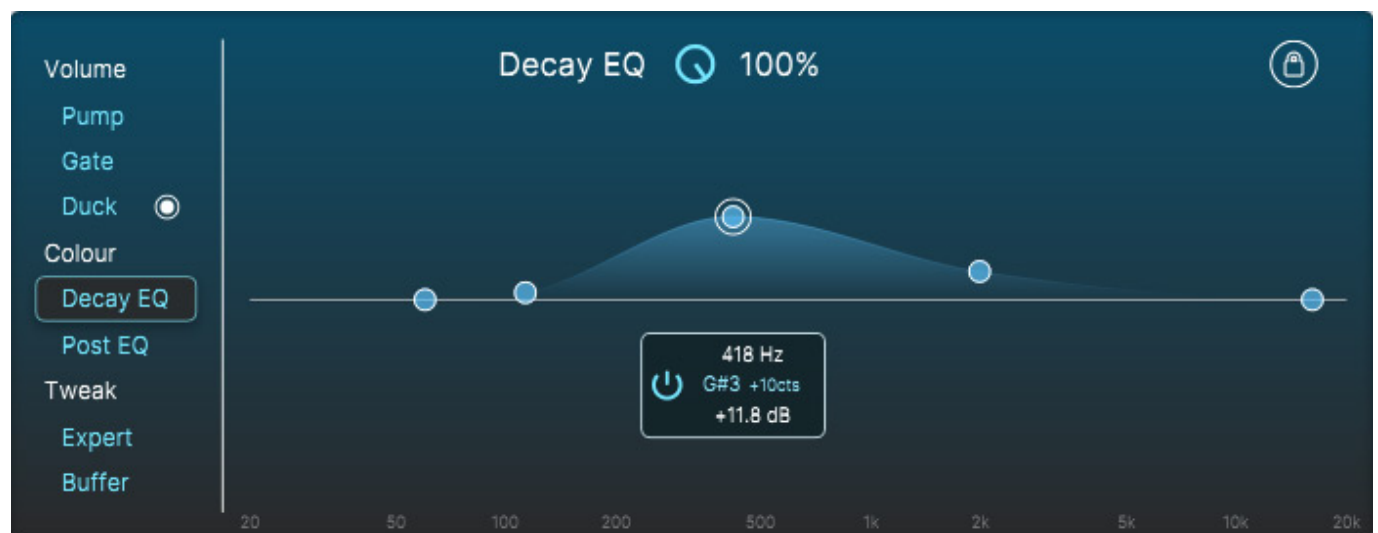 Volume
Pump
Gate
Duck
Colour
Decay EQ
Post EQ
Tweak
Expert
Buffer
Decay EQ 100%
418 Hz
G#3 +10cts
+11.8 dB
20 50 100 200 500 1k 2k 5k 10k 20k